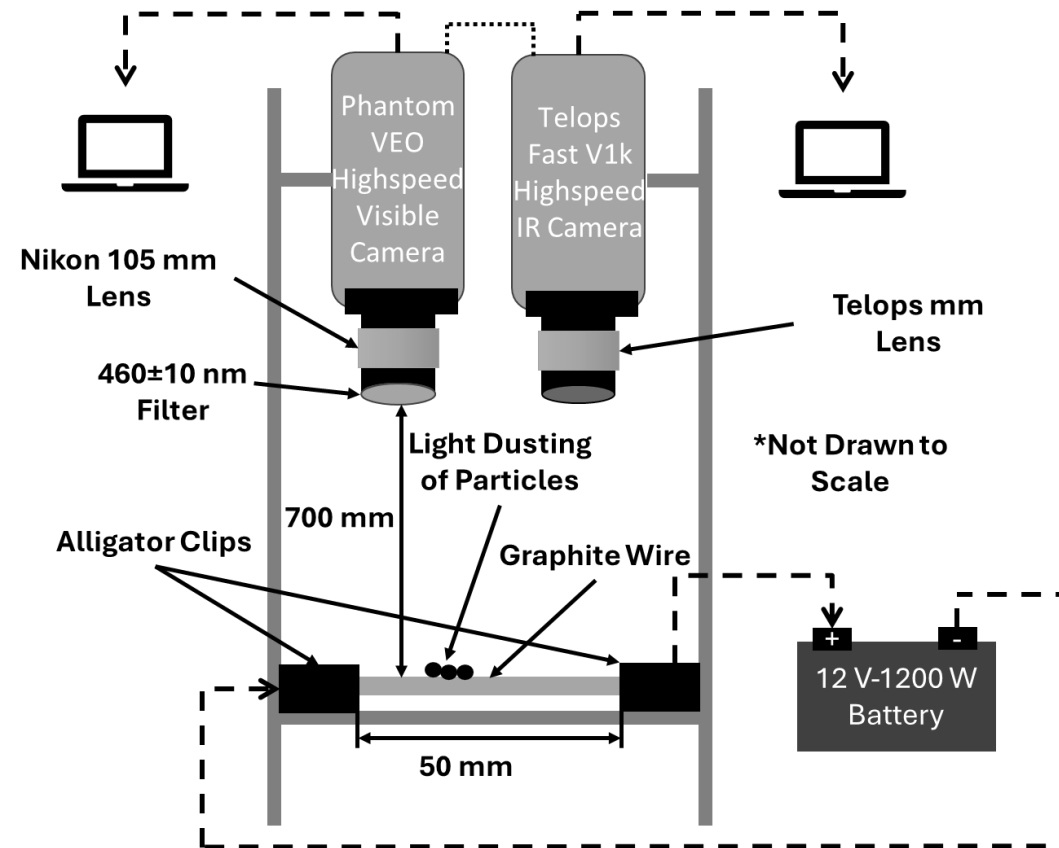 Phantom
VEO
Highspeed
Visible
Camera
Telops
Fast V1k
Highspeed
IR Camera
Nikon 105 mm
Lens
Telops mm
Lens
460±10 nm
Filter
Light Dusting
of Particles
*Not Drawn to
Scale
700 mm
Alligator Clips
Graphite Wire
+
-
12 V-1200 W
Battery
50 mm